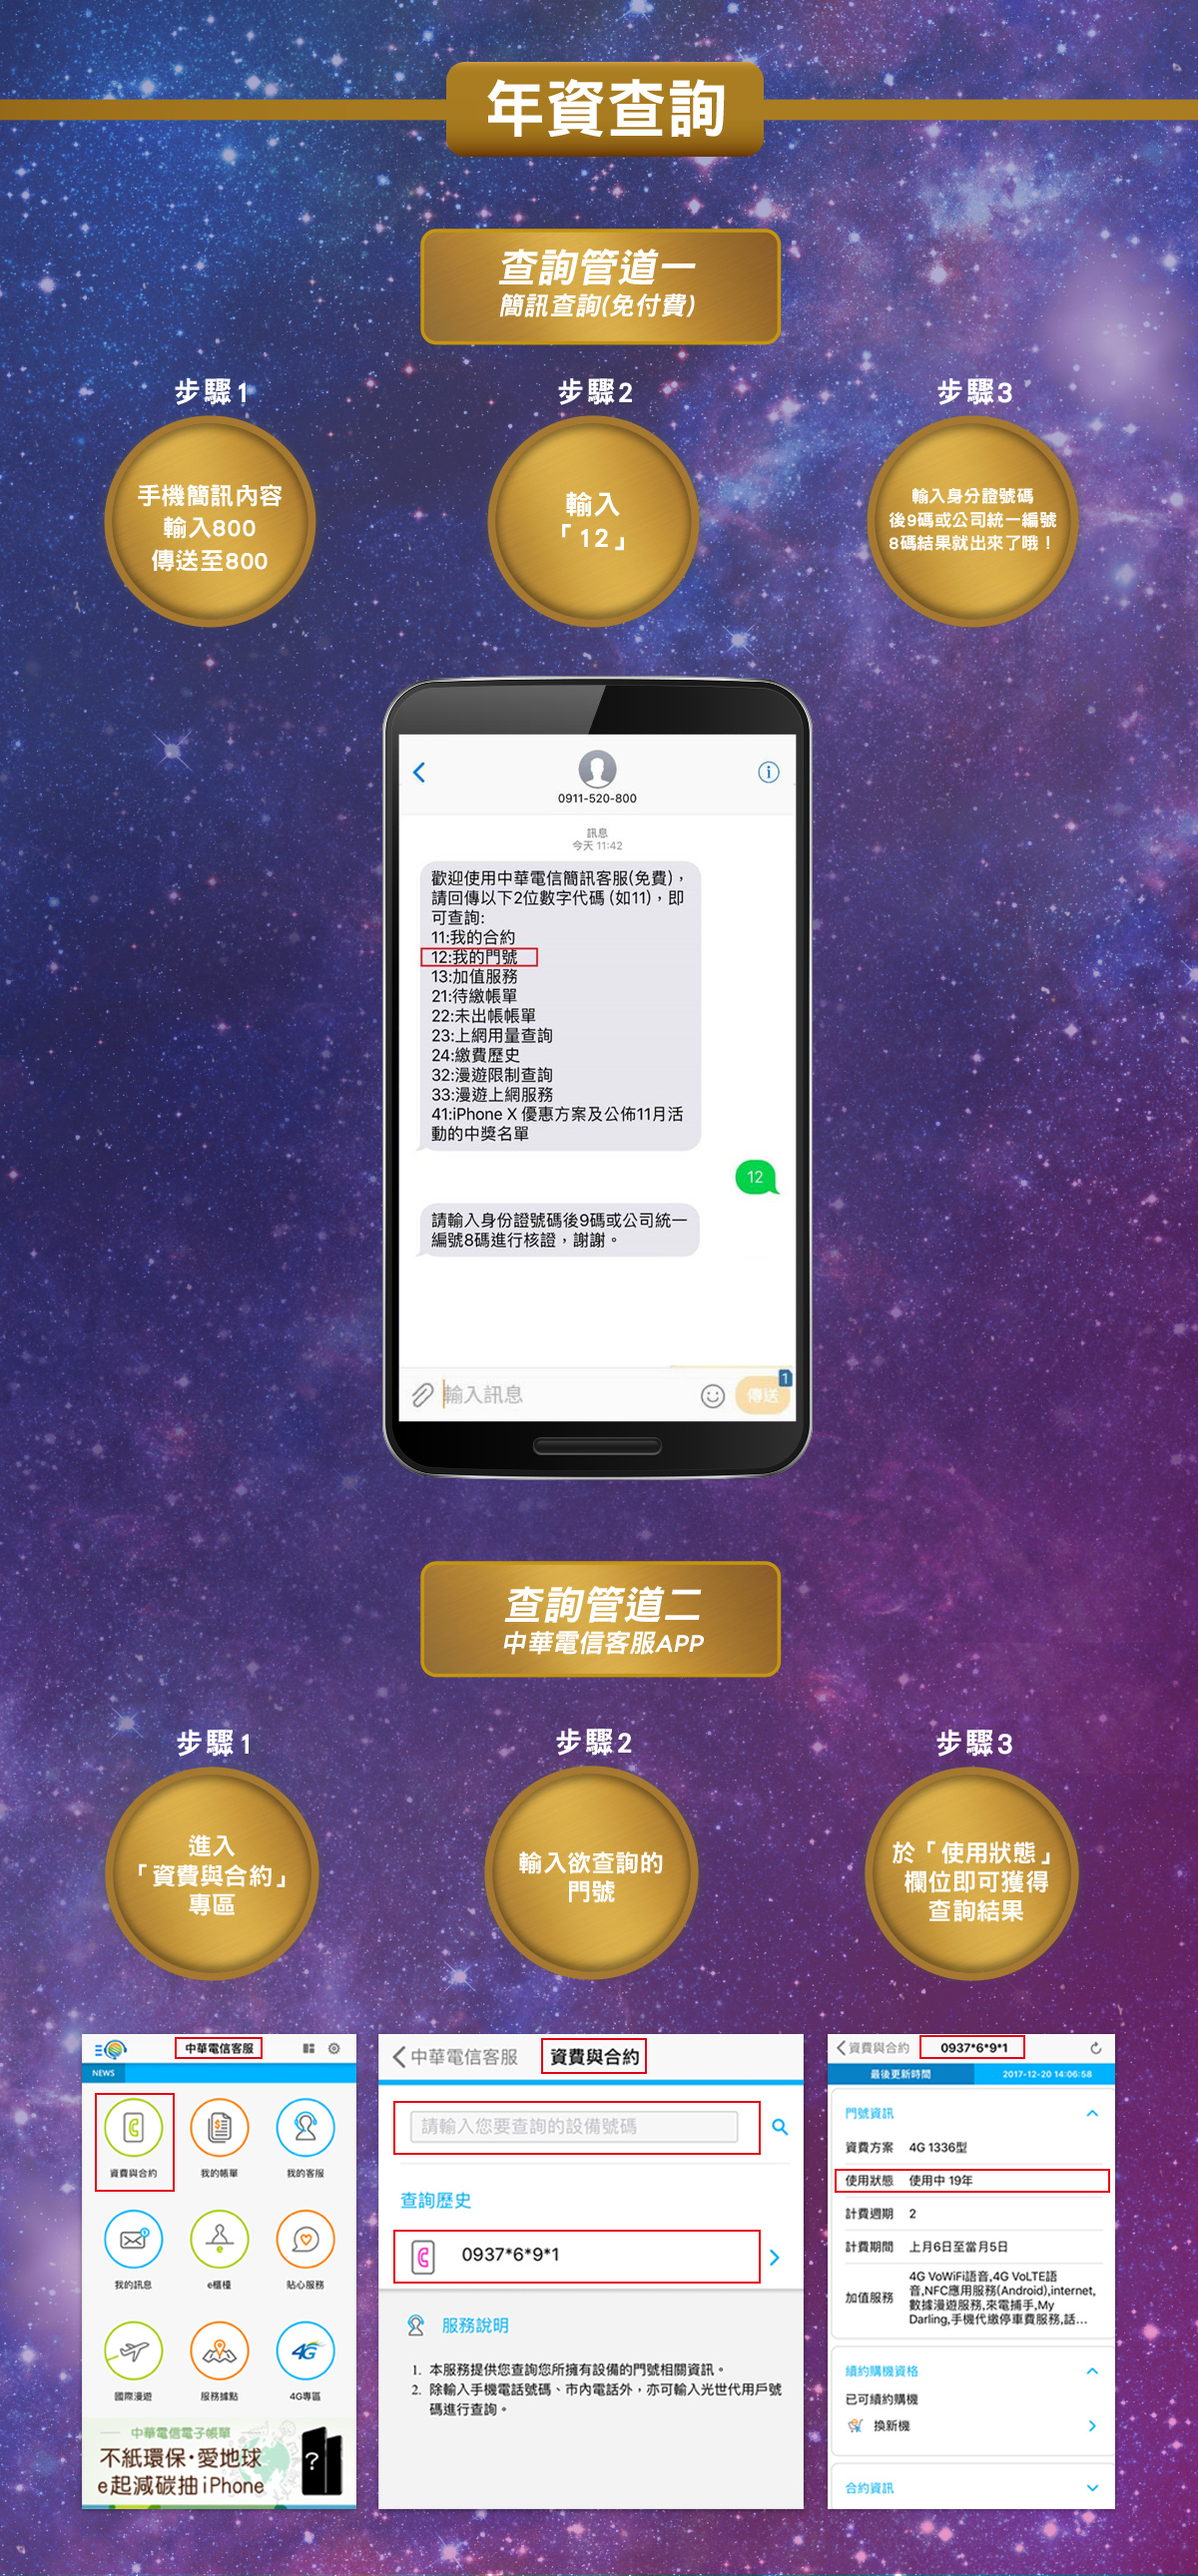 年資查詢
查詢管道一
簡訊查詢(免付費)
步驟1
手機簡訊內容
輸入800
傳送至800
步驟2
輸入
「12」
步驟3
輸入身分證號碼
後9碼或公司統一編號
8碼結果就出來了哦！
0911-520-800
訊息
今天 11:42
歡迎使用中華電信簡訊客服(免費)，
請回傳以下2位數字代碼 (如11)，即
可查詢:
11:我的合約
12:我的門號
13:加值服務
21:待繳帳單
22:未出帳帳單
23:上網用量查詢
24:繳費歷史
32:漫遊限制查詢
33:漫遊上網服務
41:iPhone X 優惠方案及公佈11月活
動的中獎名單
12
請輸入身份證號碼後9碼或公司統一
編號8碼進行核證，謝謝。
輸入訊息
傳送
1
查詢管道二
中華電信客服APP
步驟1
進入
「資費與合約」
專區
步驟2
輸入欲查詢的
門號
步驟3
於「使用狀態」
欄位即可獲得
查詢結果
中華電信客服
NEWS
資費與合約
我的帳單
我的客服
我的訊息
e櫃檯
貼心服務
國際漫遊
服務據點
4G
4G專區
中華電信電子帳單
不紙環保·愛地球
e起減碳抽iPhone
?
中華電信客服
資費與合約
請輸入您要查詢的設備號碼
查詢歷史
0937*6*9*1
服務說明
1. 本服務提供您查詢您所擁有設備的門號相關資訊。
2. 除輸入手機電話號碼、市內電話外，亦可輸入光世代用戶號
碼進行查詢。
資費與合約
0937*6*9*1
最後更新時間
2017-12-20 14:06:58
門號資訊
資費方案 4G 1336型
使用狀態 使用中 19年
計費週期 2
計費期間 上月6日至當月5日
加值服務
4G VoWiFi語音,4G VoLTE語
音,NFC應用服務(Android),internet,
數據漫遊服務,來電捕手,My
Darling,手機代繳停車費服務,話...
續約購機資格
已可續約購機
換新機
合約資訊